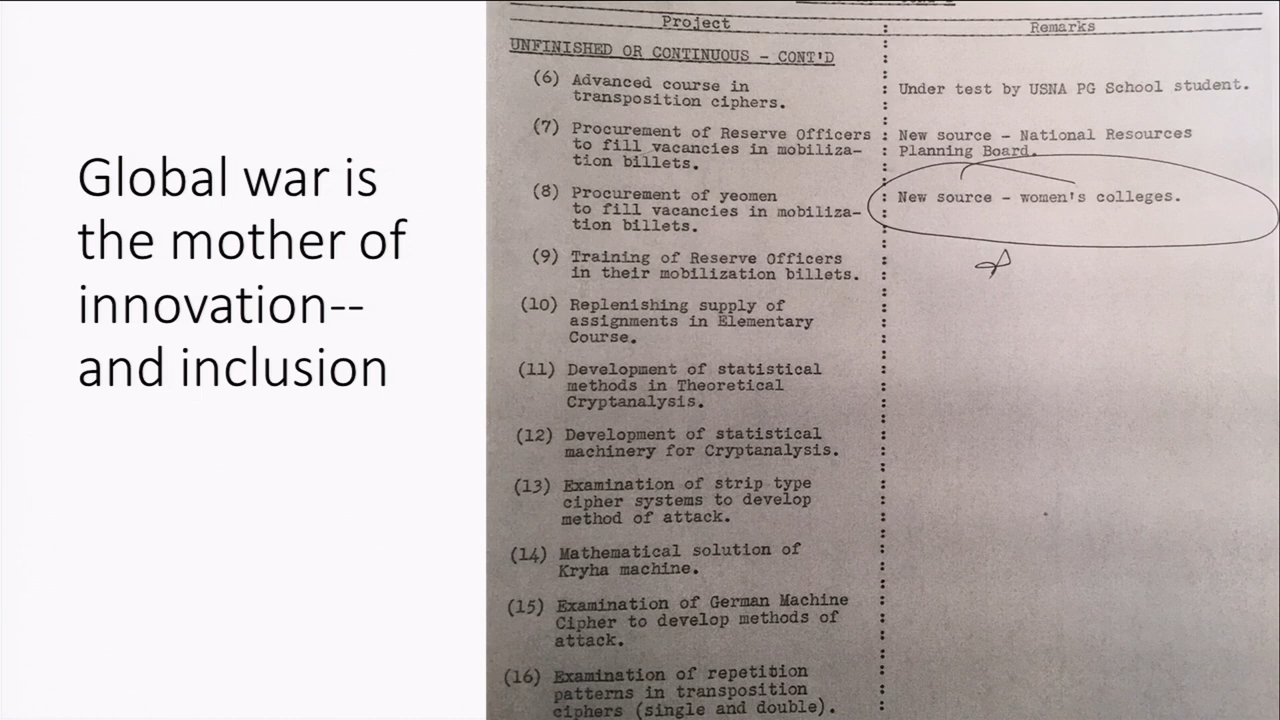 Global war is
the mother of
innovation--
and inclusion
Project : Remarks
UNFINISHED OR CONTINUOUS - CONT'D
(6) Advanced course in
transposition ciphers.
: Under test by USNA PG School student.
(7) Procurement of Reserve Officers
to fill vacancies in mobiliza-
tion billets.
: New source - National Resources
: Planning Board.
(8) Procurement of yeomen
to fill vacancies in mobiliza-
tion billets.
: New source - women's colleges.
(9) Training of Reserve Officers
in their mobilization billets.
(10) Replenishing supply of
assignments in Elementary
Course.
(11) Development of statistical
methods in Theoretical
Cryptanalysis.
(12) Development of statistical
machinery for Cryptanalysis.
(13) Examination of strip type
cipher systems to develop
method of attack.
(14) Mathematical solution of
Kryha machine.
(15) Examination of German Machine
Cipher to develop methods of
attack.
(16) Examination of repetition
patterns in transposition
ciphers (single and double).